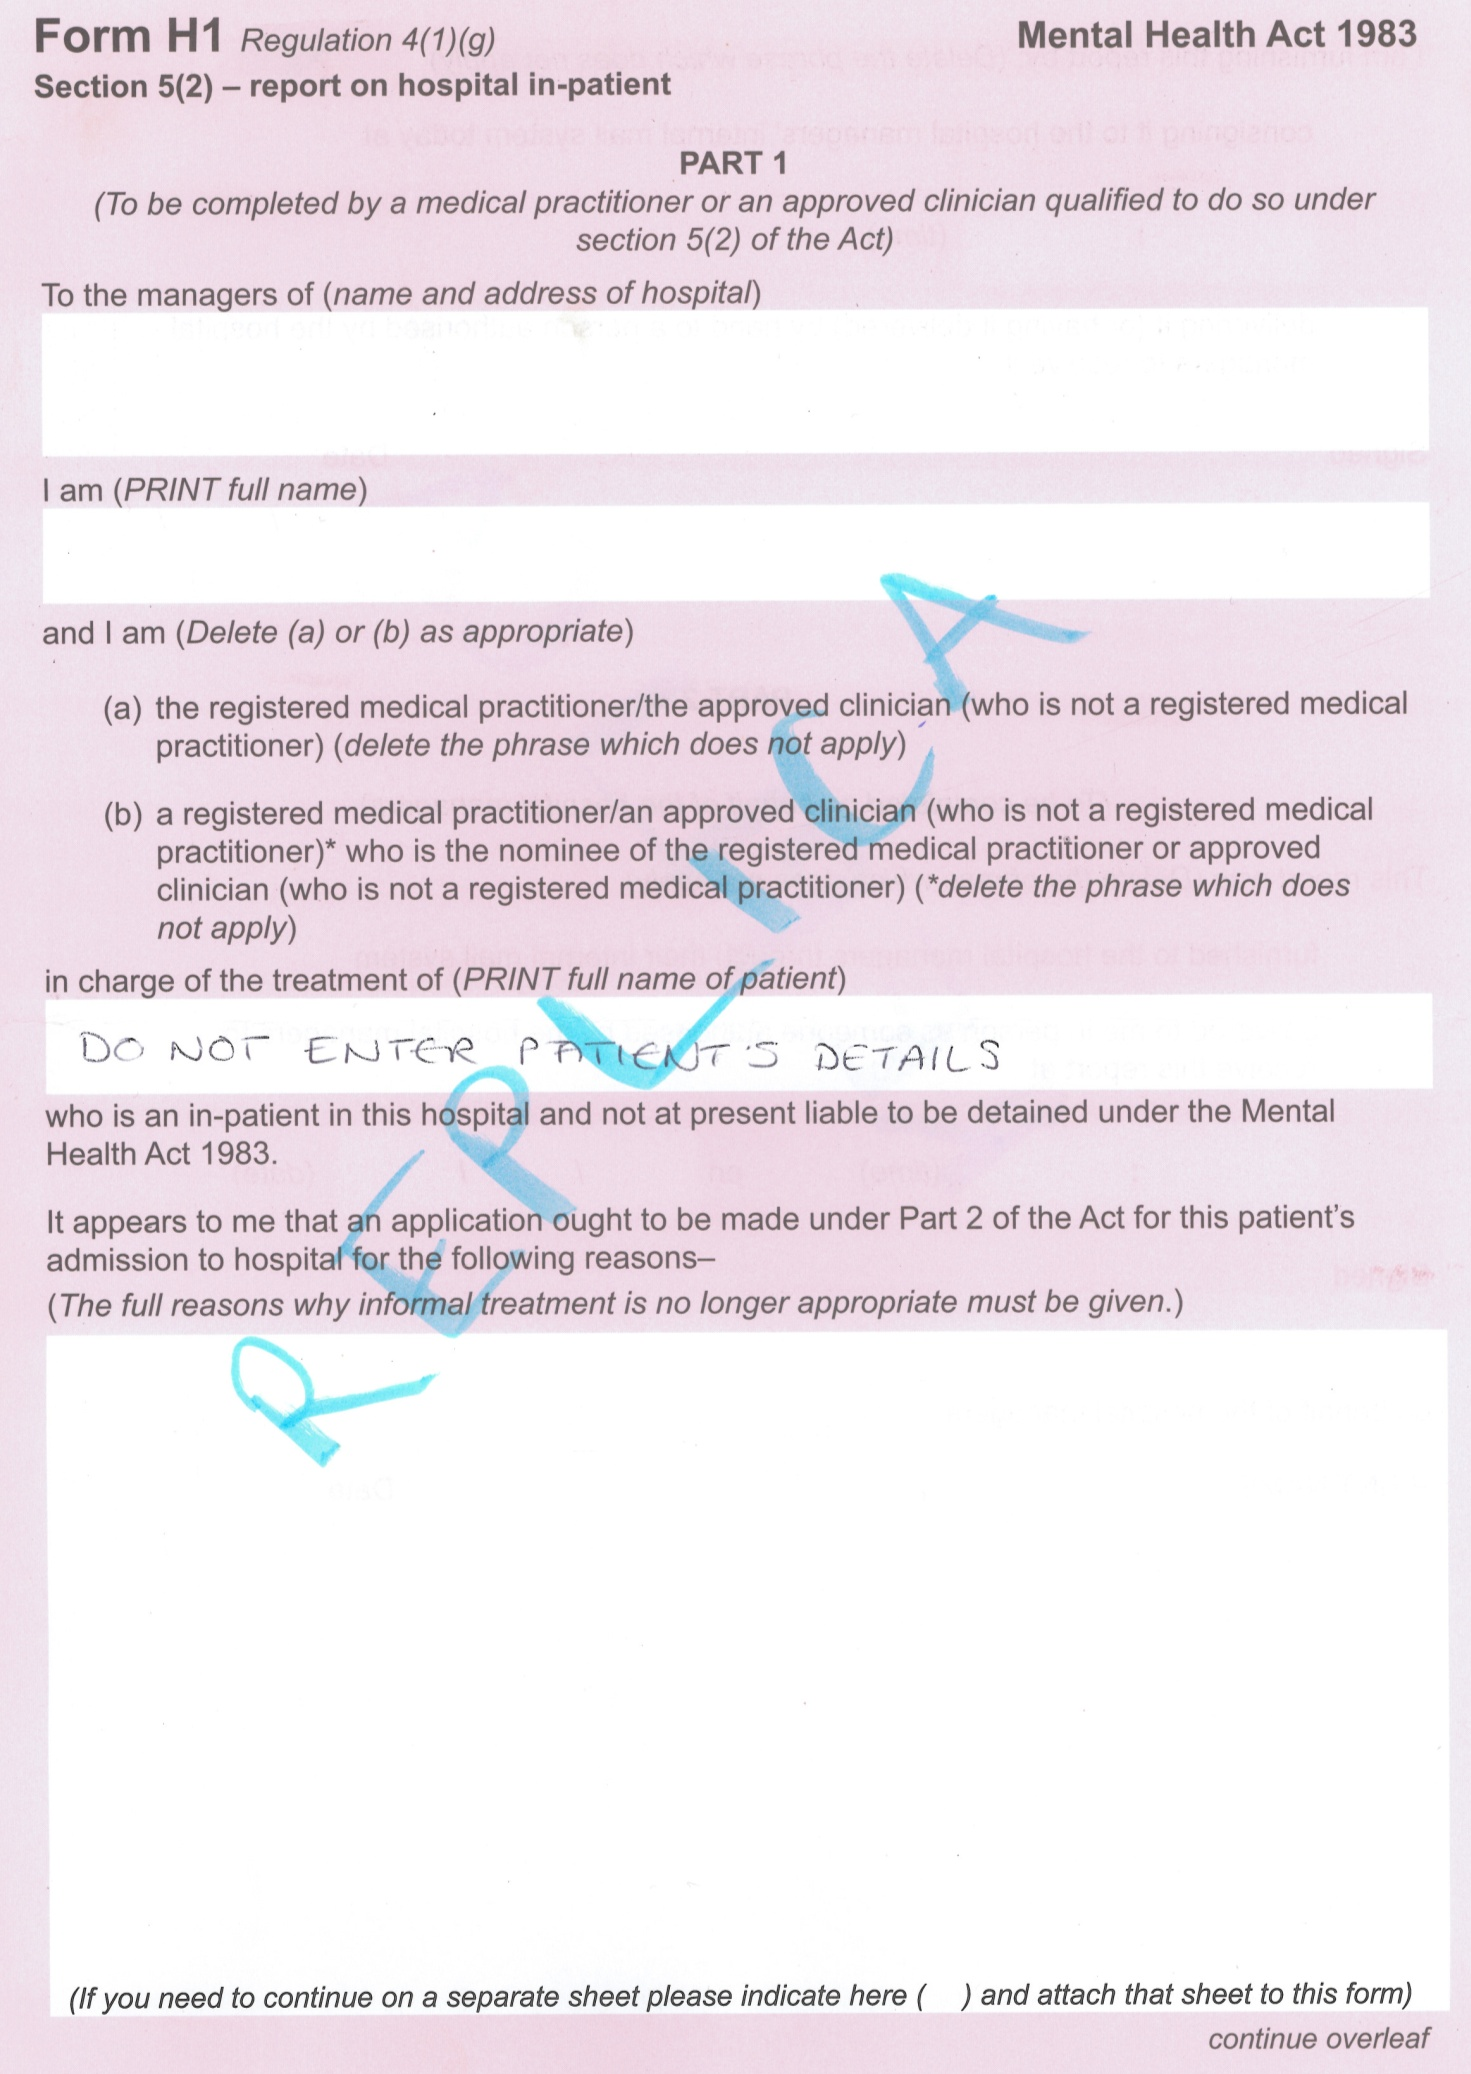 Form H1 Regulation 4(1)(g)
Mental Health Act 1983
Section 5(2) – report on hospital in-patient
PART 1
(To be completed by a medical practitioner or an approved clinician qualified to do so under
section 5(2) of the Act)
To the managers of (name and address of hospital)
I am (PRINT full name)
and I am (Delete (a) or (b) as appropriate)
(a) the registered medical practitioner/the approved clinician (who is not a registered medical
practitioner) (delete the phrase which does not apply)
(b) a registered medical practitioner/an approved clinician (who is not a registered medical
practitioner)* who is the nominee of the registered medical practitioner or approved
clinician (who is not a registered medical practitioner) (*delete the phrase which does
not apply)
in charge of the treatment of (PRINT full name of patient)
DO NOT ENTER PATIENT'S DETAILS
who is an in-patient in this hospital and not at present liable to be detained under the Mental
Health Act 1983.
It appears to me that an application ought to be made under Part 2 of the Act for this patient's
admission to hospital for the following reasons–
(The full reasons why informal treatment is no longer appropriate must be given.)
REPLICA
(If you need to continue on a separate sheet please indicate here ( ) and attach that sheet to this form)
continue overleaf